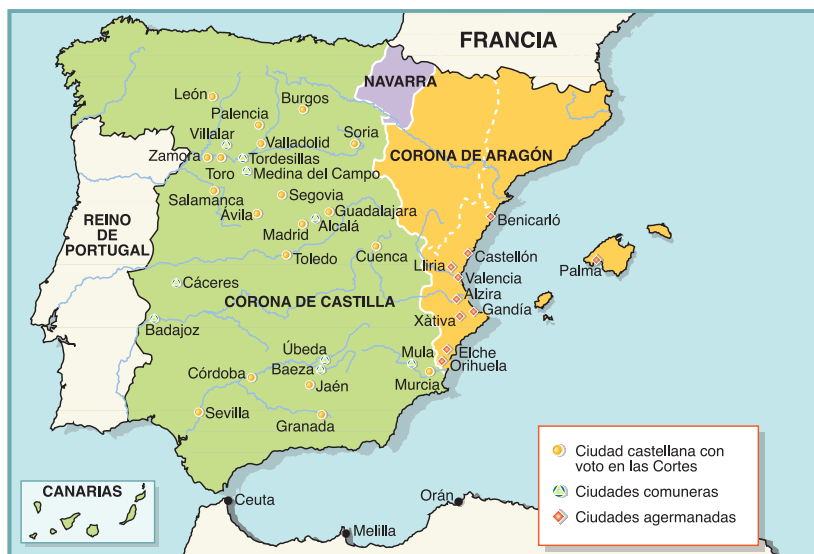 FRANCIA
NAVARRA
León
Burgos
Palencia
Villalar
Valladolid
Soria
CORONA DE ARAGÓN
Zamora
Tordesillas
Toro
Medina del Campo
Salamanca
Segovia
Ávila
Guadalajara
Madrid
Alcalá
REINO
DE
PORTUGAL
Benicarló
Toledo
Cuenca
Castellón
Lliria
Valencia
Palma
Cáceres
CORONA DE CASTILLA
Alzira
Xàtiva
Gandía
Badajoz
Úbeda
Mula
Elche
Baeza
Orihuela
Córdoba
Jaén
Murcia
Sevilla
Granada
Ciudad castellana con
voto en las Cortes
Ciudades comuneras
Ciudades agermanadas
CANARIAS
Ceuta
Orán
Melilla